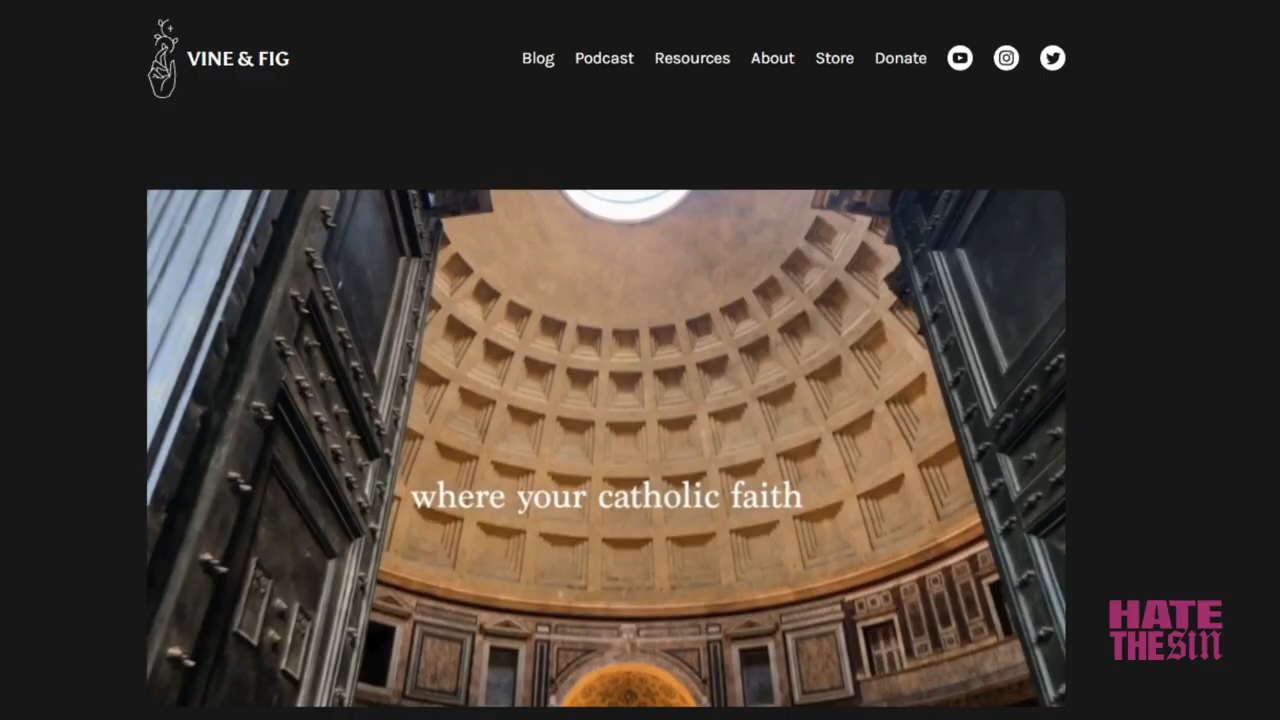 VINE & FIG
Blog Podcast Resources About Store Donate
where your catholic faith
HATE
THE sin